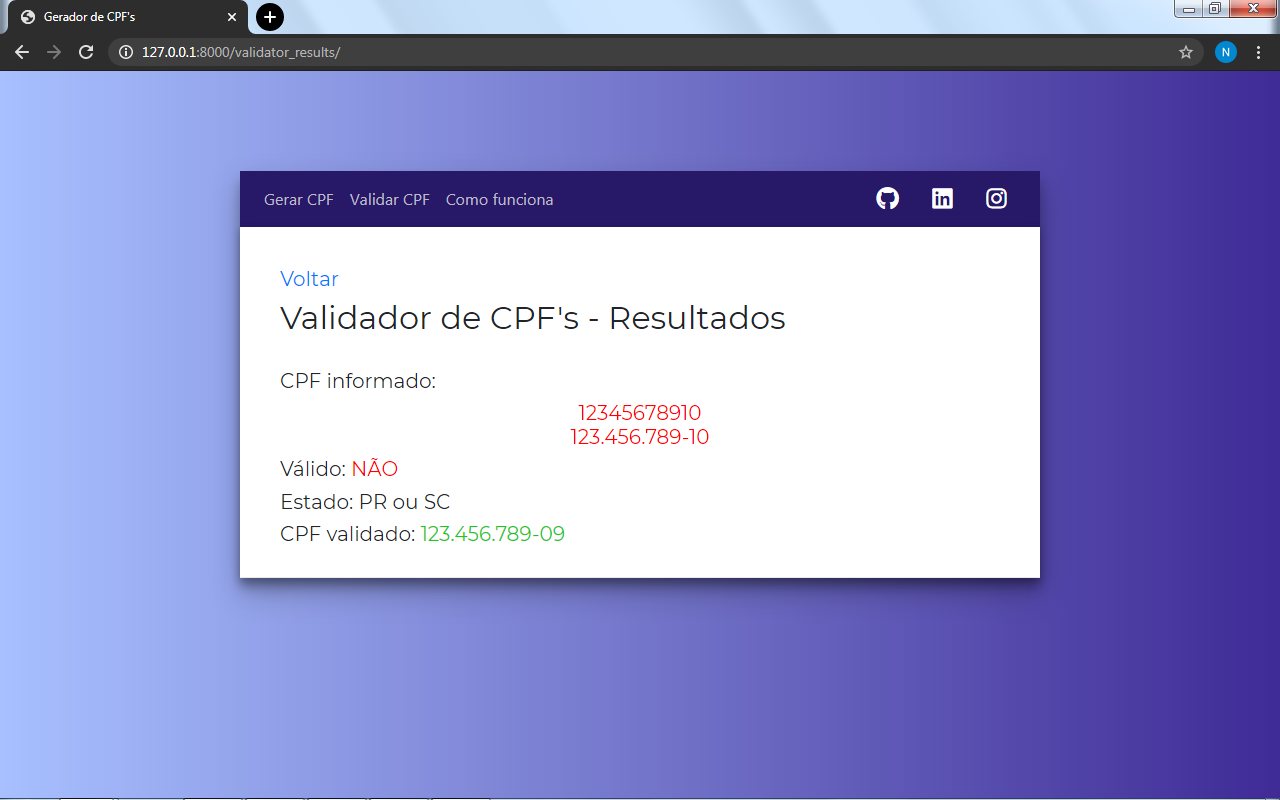 Gerador de CPF's
127.0.0.1:8000/validator_results/
N
Gerar CPF Validar CPF Como funciona
in
Voltar
Validador de CPF's - Resultados
CPF informado:
12345678910
123.456.789-10
Válido: NÃO
Estado: PR ou SC
CPF validado: 123.456.789-09